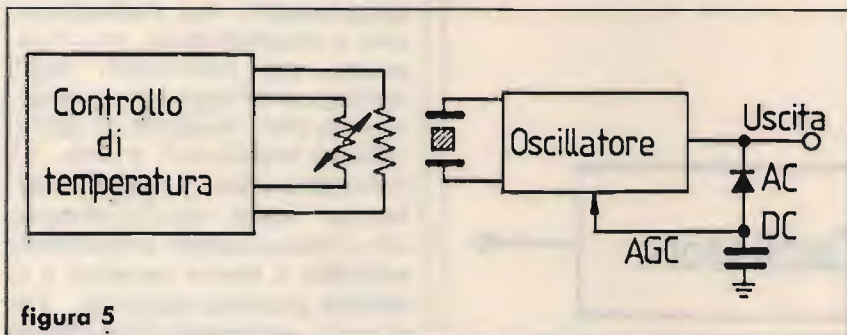 Controllo
di
temperatura
Oscillatore
Uscita
AC
DC
AGC
figura 5